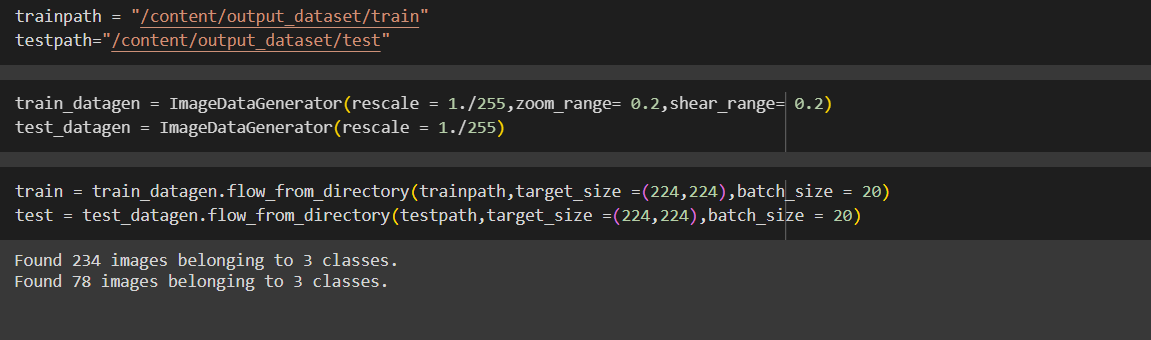 trainpath = "/content/output_dataset/train"
testpath="/content/output_dataset/test"
train_datagen = ImageDataGenerator(rescale = 1./255,zoom_range= 0.2,shear_range= 0.2)
test_datagen = ImageDataGenerator(rescale = 1./255)
train = train_datagen.flow_from_directory(trainpath,target_size =(224,224),batch_size = 20)
test = test_datagen.flow_from_directory(testpath,target_size =(224,224),batch_size = 20)
Found 234 images belonging to 3 classes.
Found 78 images belonging to 3 classes.